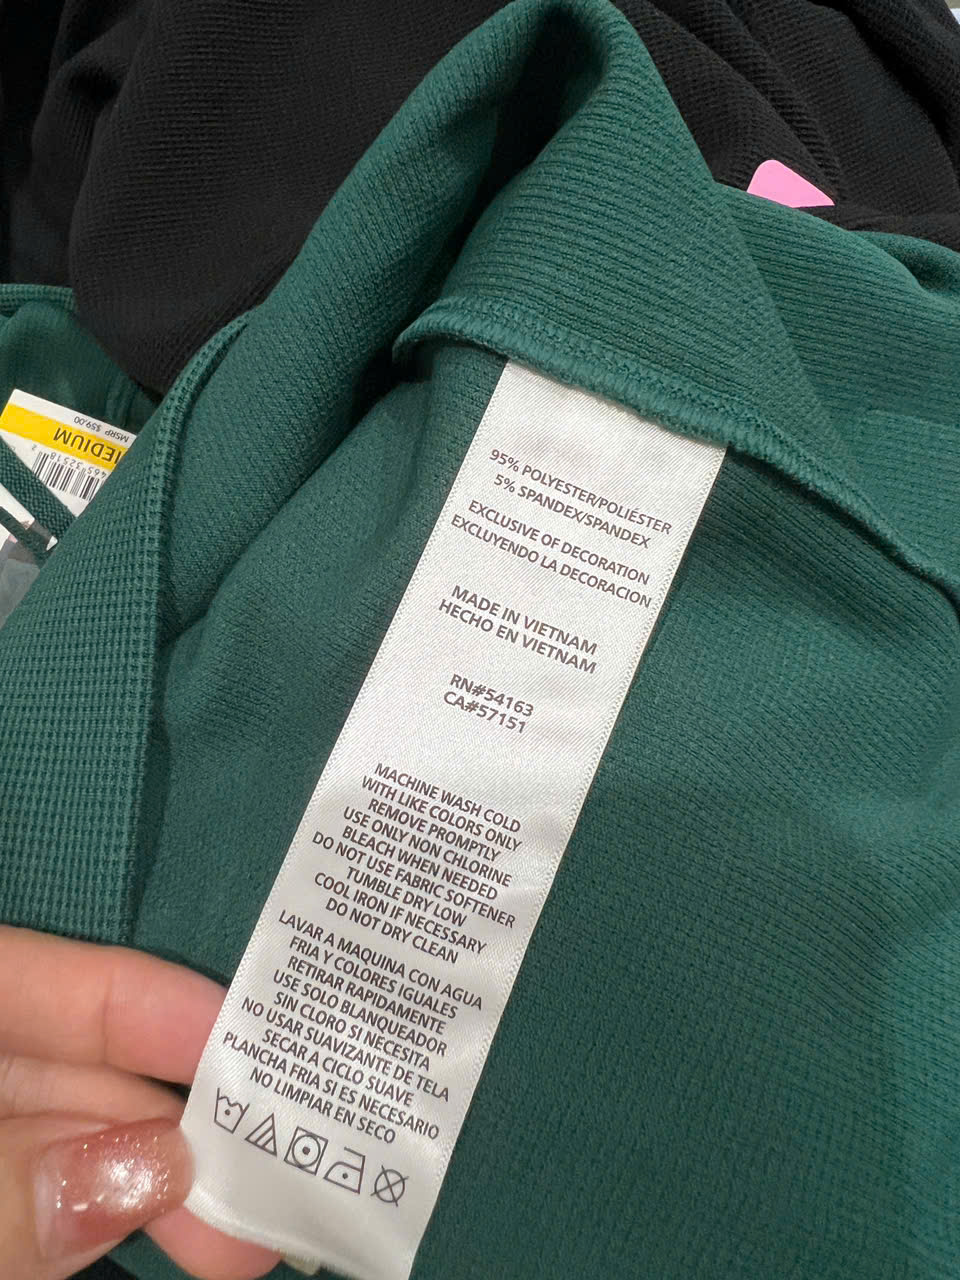 95% POLYESTER/POLIÉSTER
5% SPANDEX/SPANDEX
EXCLUSIVE OF DECORATION
EXCLUYENDO LA DECORACION
MADE IN VIETNAM
HECHO EN VIETNAM
RN#54163
CA#57151
MACHINE WASH COLD
WITH LIKE COLORS ONLY
REMOVE PROMPTLY
USE ONLY NON CHLORINE
BLEACH WHEN NEEDED
DO NOT USE FABRIC SOFTENER
TUMBLE DRY LOW
COOL IRON IF NECESSARY
DO NOT DRY CLEAN
LAVAR A MAQUINA CON AGUA
FRIA Y COLORES IGUALES
RETIRAR RAPIDAMENTE
USE SOLO BLANQUEADOR
SIN CLORO SI NECESITA
NO USAR SUAVIZANTE DE TELA
SECAR A CICLO SUAVE
PLANCHA FRIA SI ES NECESARIO
NO LIMPIAR EN SECO
MSRP $59.00
MEDIUM